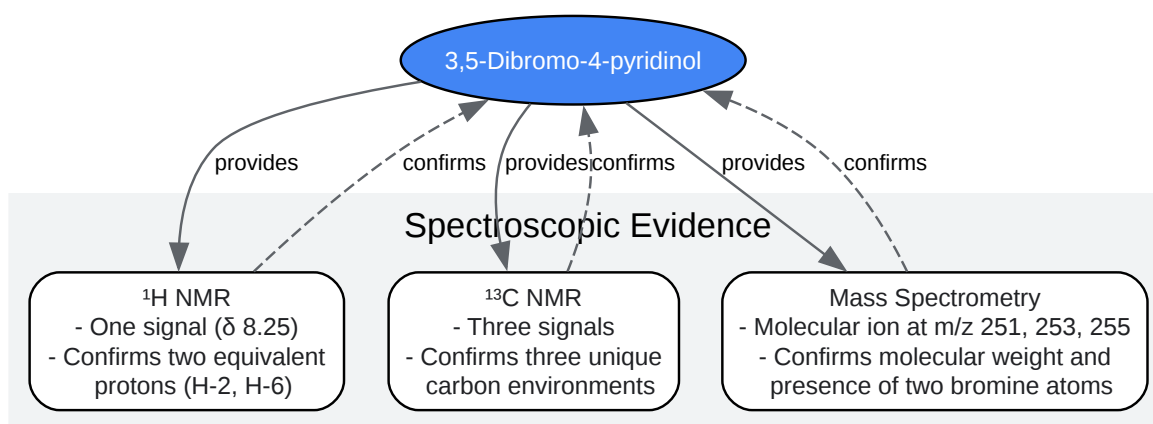 3,5-Dibromo-4-pyridinol
provides
confirms
provides
confirms
provides
confirms
Spectroscopic Evidence
¹H NMR
- One signal (δ 8.25)
- Confirms two equivalent
protons (H-2, H-6)
¹³C NMR
- Three signals
- Confirms three unique
carbon environments
Mass Spectrometry
- Molecular ion at m/z 251, 253, 255
- Confirms molecular weight and
presence of two bromine atoms